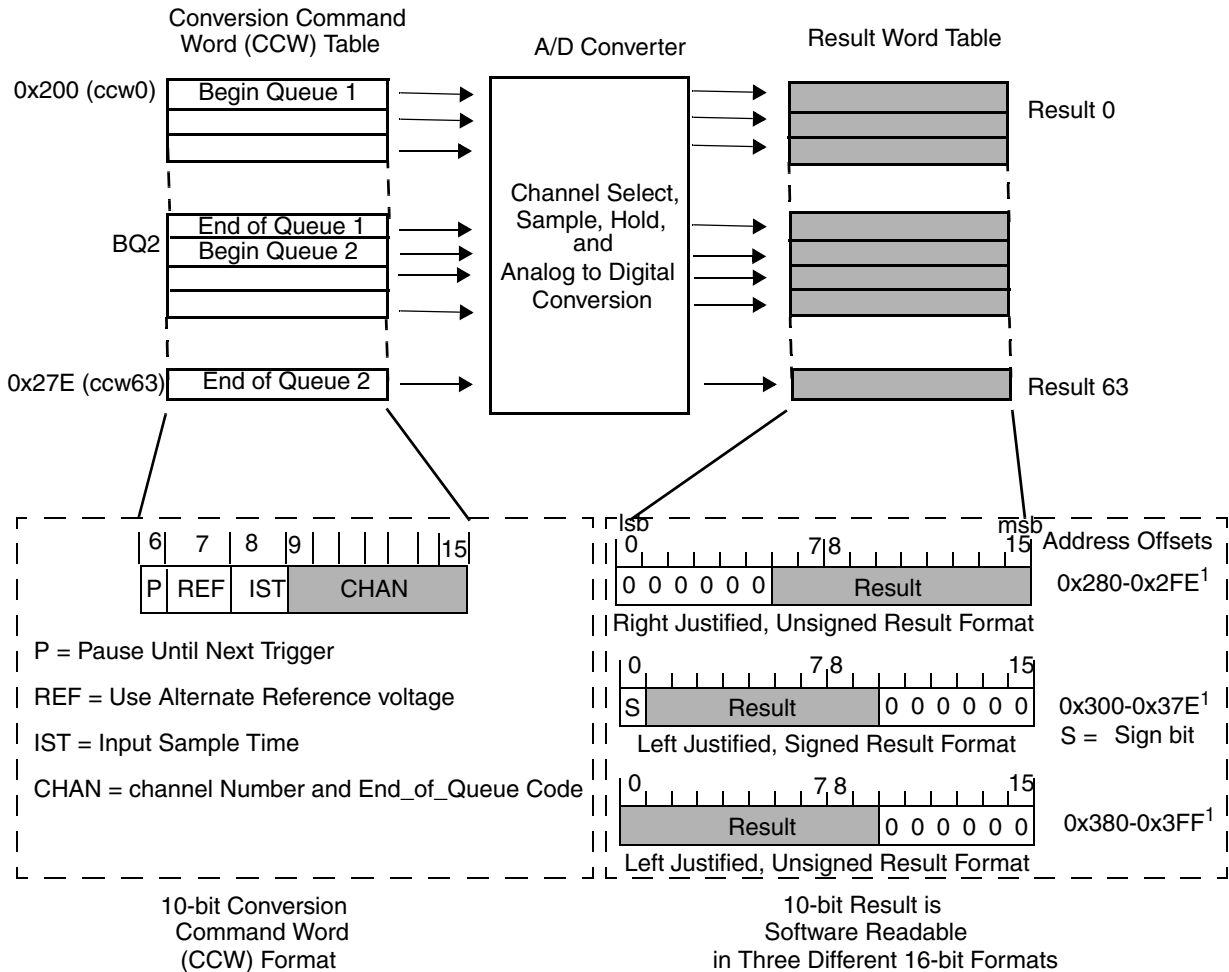 Conversion Command
Word (CCW) Table
A/D Converter
Result Word Table
0x200 (ccw0)
Begin Queue 1
Result 0
End of Queue 1
BQ2
Begin Queue 2
Channel Select,
Sample, Hold,
and
Analog to Digital
Conversion
0x27E (ccw63)
End of Queue 2
Result 63
6 7 8 9 15
P REF IST CHAN
P = Pause Until Next Trigger
REF = Use Alternate Reference voltage
IST = Input Sample Time
CHAN = channel Number and End_of_Queue Code
10-bit Conversion
Command Word
(CCW) Format
lsb msb
0 7 8 15
Address Offsets
0 0 0 0 0 0 Result
0x280-0x2FE1
Right Justified, Unsigned Result Format
0 7 8 15
S Result 0 0 0 0 0 0
0x300-0x37E1
S = Sign bit
Left Justified, Signed Result Format
0 7 8 15
Result 0 0 0 0 0 0
0x380-0x3FF1
Left Justified, Unsigned Result Format
10-bit Result is
Software Readable
in Three Different 16-bit Formats